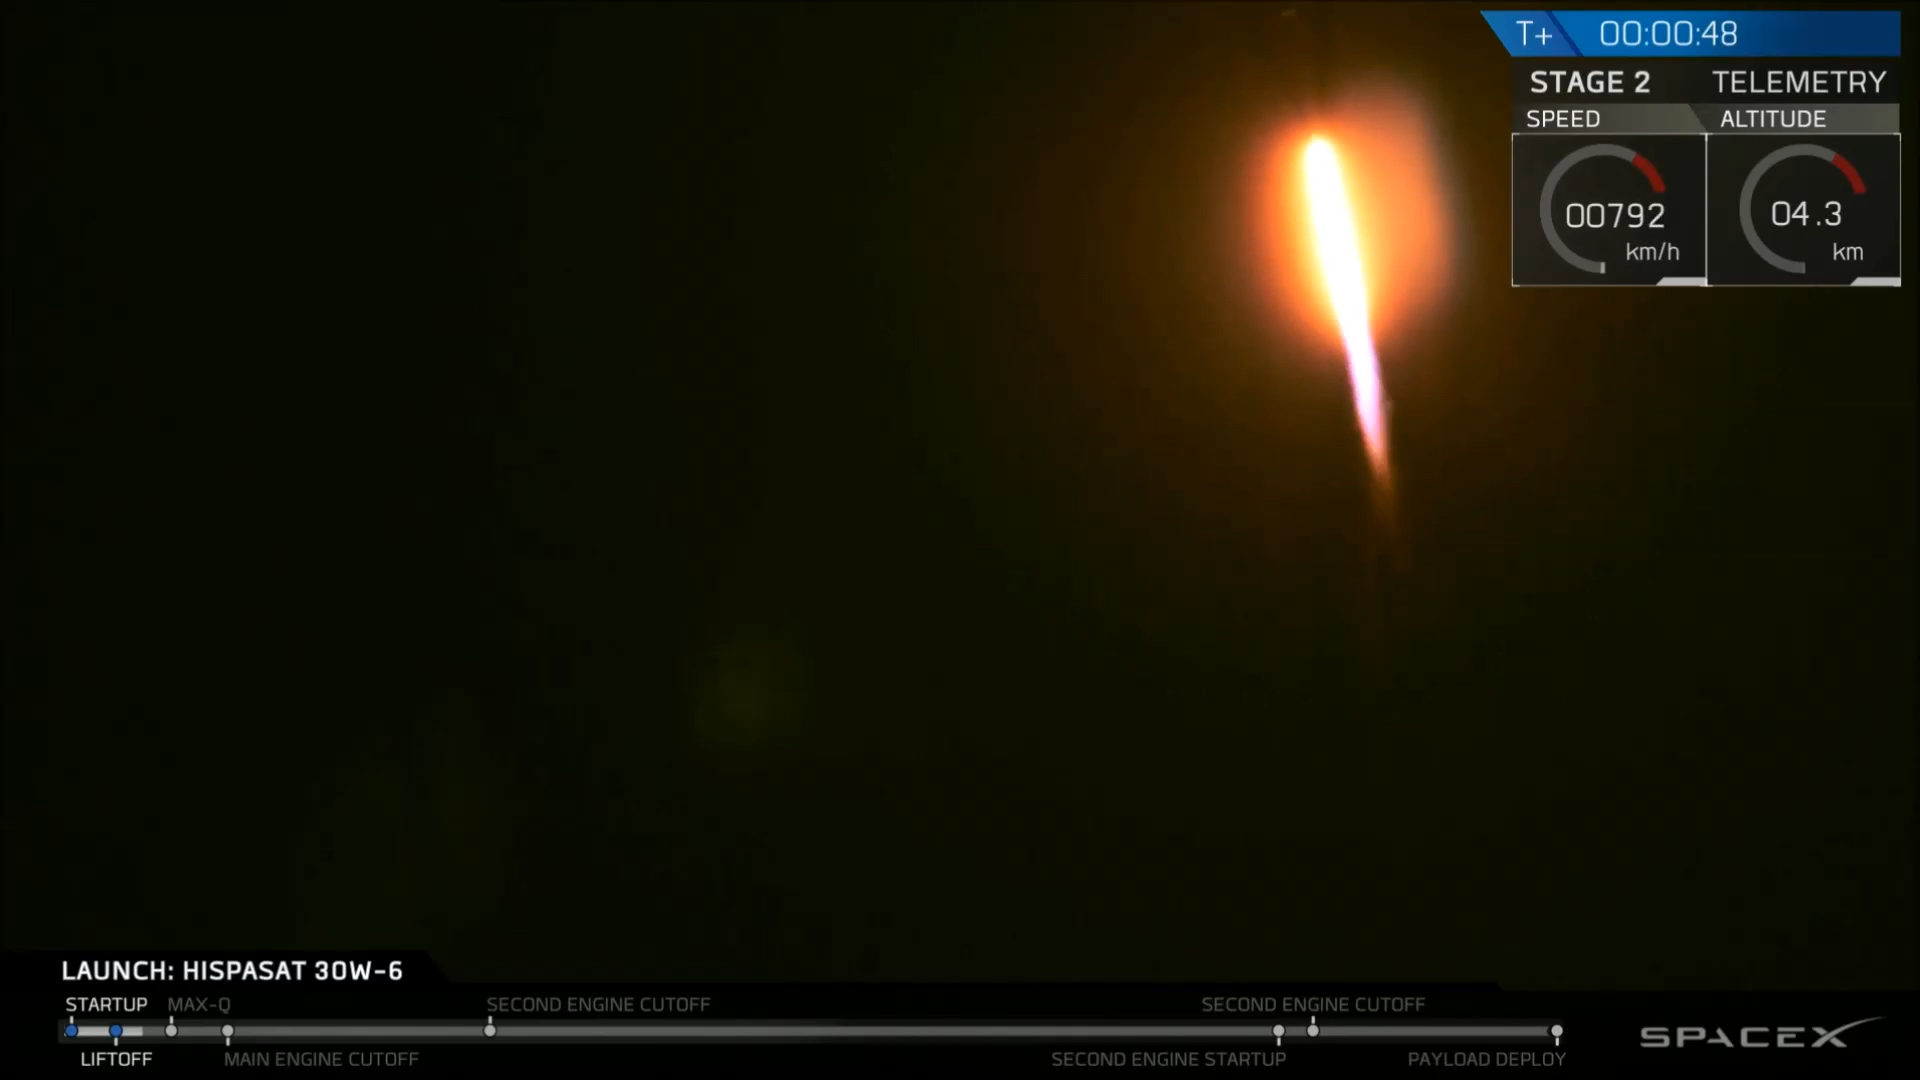 T+ 00:00:48
STAGE 2 TELEMETRY
SPEED ALTITUDE
00792 04.3
km/h km
LAUNCH: HISPASAT 30W-6
STARTUP MAX-Q SECOND ENGINE CUTOFF SECOND ENGINE CUTOFF
LIFTOFF MAIN ENGINE CUTOFF SECOND ENGINE STARTUP PAYLOAD DEPLOY
SPACEX